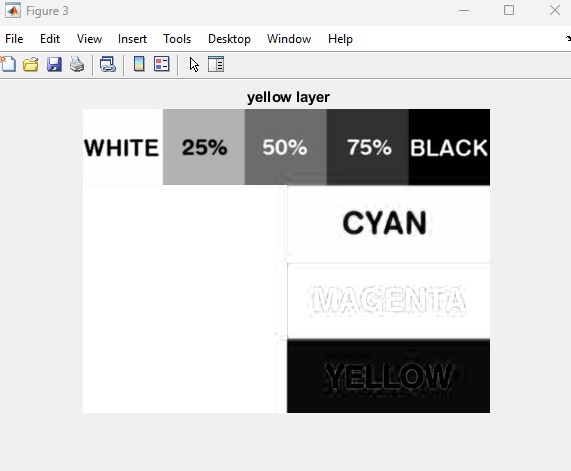 Figure 3
File Edit View Insert Tools Desktop Window Help
yellow layer
WHITE 25% 50% 75% BLACK
CYAN
MAGENTA
YELLOW